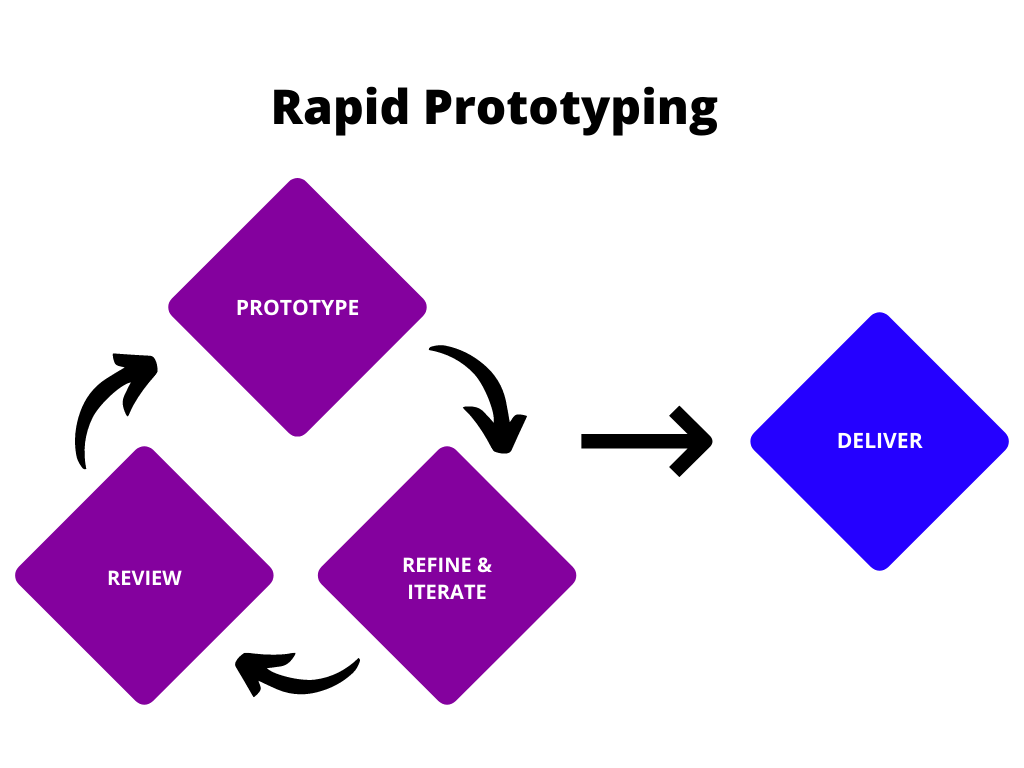 Rapid Prototyping
PROTOTYPE
DELIVER
REVIEW
REFINE &
ITERATE